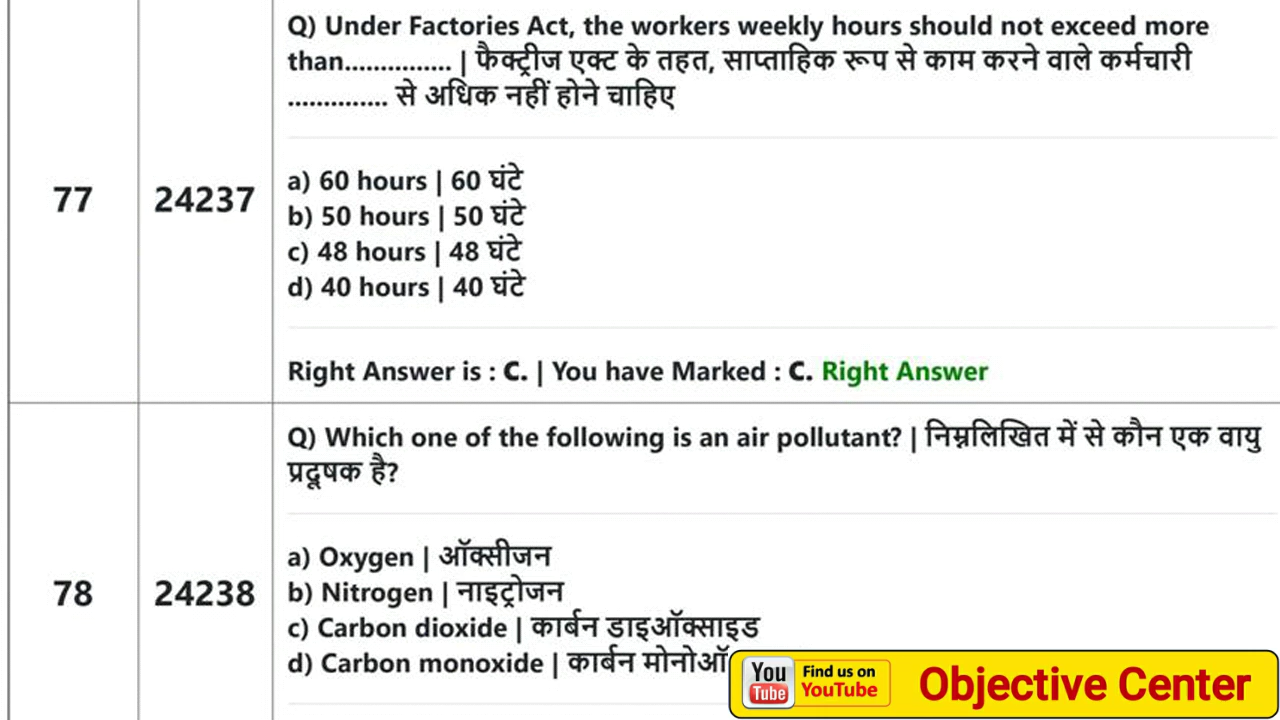 Q) Under Factories Act, the workers weekly hours should not exceed more
than............... | फैक्ट्रीज एक्ट के तहत, साप्ताहिक रूप से काम करने वाले कर्मचारी
.............. से अधिक नहीं होने चाहिए
77
24237
a) 60 hours | 60 घंटे
b) 50 hours | 50 घंटे
c) 48 hours | 48 घंटे
d) 40 hours | 40 घंटे
Right Answer is : C. | You have Marked : C. Right Answer
Q) Which one of the following is an air pollutant? | निम्नलिखित में से कौन एक वायु
प्रदूषक है?
78
24238
a) Oxygen | ऑक्सीजन
b) Nitrogen | नाइट्रोजन
c) Carbon dioxide | कार्बन डाइऑक्साइड
d) Carbon monoxide | कार्बन
You
Tube
Find us on
YouTube
Objective Center